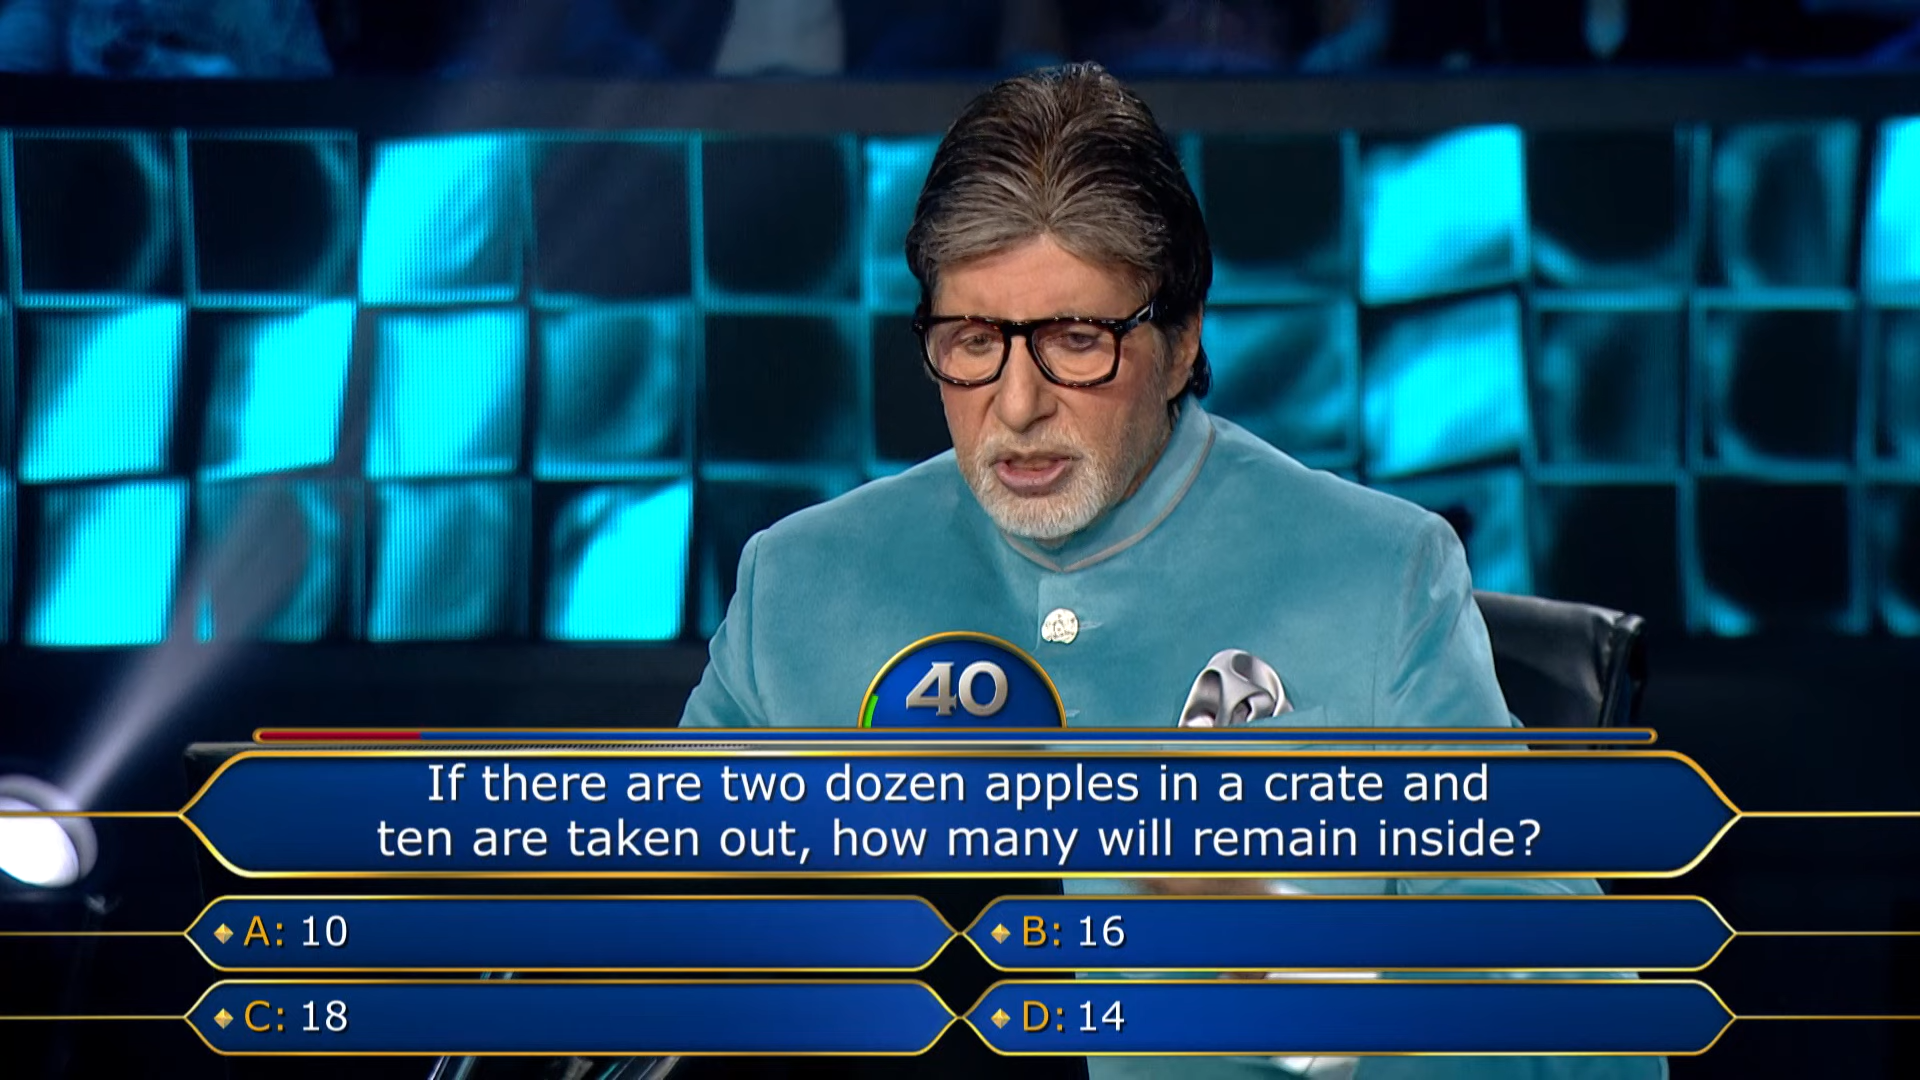 40
If there are two dozen apples in a crate and
ten are taken out, how many will remain inside?
A: 10
B: 16
C: 18
D: 14